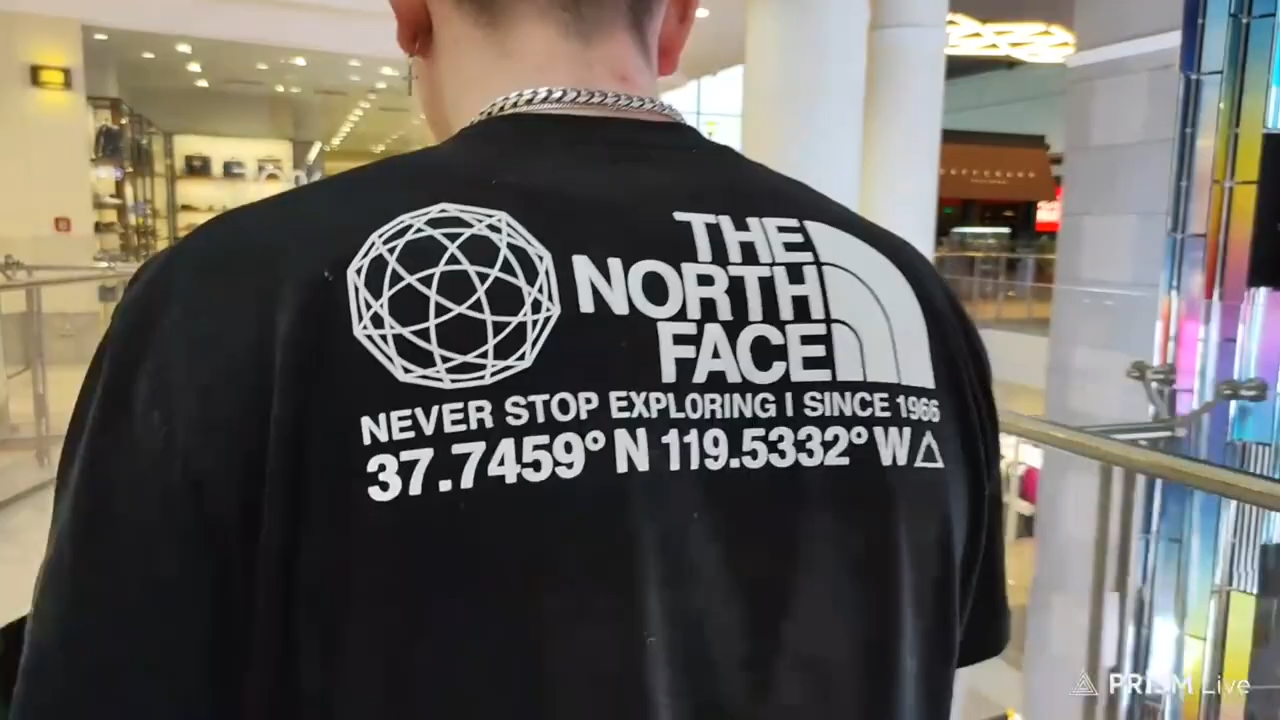 THE
NORTH
FACE
NEVER STOP EXPLORING | SINCE 1966
37.7459° N 119.5332° W△
PRISM Live